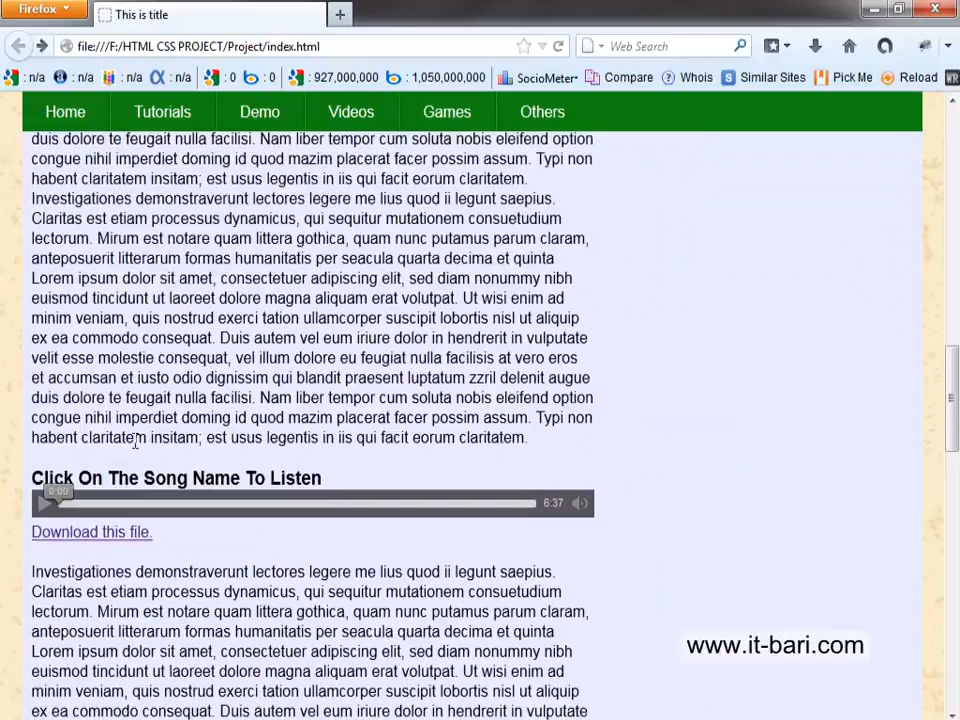 Firefox
This is title
file:///F:/HTML CSS PROJECT/Project/index.html
Web Search
: n/a : n/a : n/a : n/a : 0 : 0 : 927,000,000 : 1,050,000,000 SocioMeter Compare Whois Similar Sites Pick Me Reload
Home Tutorials Demo Videos Games Others
duis dolore te feugait nulla facilisi. Nam liber tempor cum soluta nobis eleifend option
congue nihil imperdiet doming id quod mazim placerat facer possim assum. Typi non
habent claritatem insitam; est usus legentis in iis qui facit eorum claritatem.
Investigationes demonstraverunt lectores legere me lius quod ii legunt saepius.
Claritas est etiam processus dynamicus, qui sequitur mutationem consuetudium
lectorum. Mirum est notare quam littera gothica, quam nunc putamus parum claram,
anteposuerit litterarum formas humanitatis per seacula quarta decima et quinta
Lorem ipsum dolor sit amet, consectetuer adipiscing elit, sed diam nonummy nibh
euismod tincidunt ut laoreet dolore magna aliquam erat volutpat. Ut wisi enim ad
minim veniam, quis nostrud exerci tation ullamcorper suscipit lobortis nisl ut aliquip
ex ea commodo consequat. Duis autem vel eum iriure dolor in hendrerit in vulputate
velit esse molestie consequat, vel illum dolore eu feugiat nulla facilisis at vero eros
et accumsan et iusto odio dignissim qui blandit praesent luptatum zzril delenit augue
duis dolore te feugait nulla facilisi. Nam liber tempor cum soluta nobis eleifend option
congue nihil imperdiet doming id quod mazim placerat facer possim assum. Typi non
habent claritatem insitam; est usus legentis in iis qui facit eorum claritatem.
Click On The Song Name To Listen
0:00
6:37
Download this file.
Investigationes demonstraverunt lectores legere me lius quod ii legunt saepius.
Claritas est etiam processus dynamicus, qui sequitur mutationem consuetudium
lectorum. Mirum est notare quam littera gothica, quam nunc putamus parum claram,
anteposuerit litterarum formas humanitatis per seacula quarta decima et quinta
Lorem ipsum dolor sit amet, consectetuer adipiscing elit, sed diam nonummy nibh
euismod tincidunt ut laoreet dolore magna aliquam erat volutpat. Ut wisi enim ad
minim veniam, quis nostrud exerci tation ullamcorper suscipit lobortis nisl ut aliquip
ex ea commodo consequat. Duis autem vel eum iriure dolor in hendrerit in vulputate
www.it-bari.com